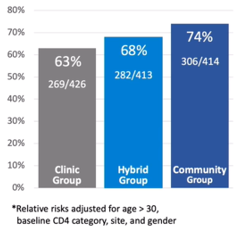 80%
70%
60%
50%
40%
30%
20%
10%
0%
63%
269/426
Clinic
Group
68%
282/413
Hybrid
Group
74%
306/414
Community
Group
*Relative risks adjusted for age > 30,
baseline CD4 category, site, and gender